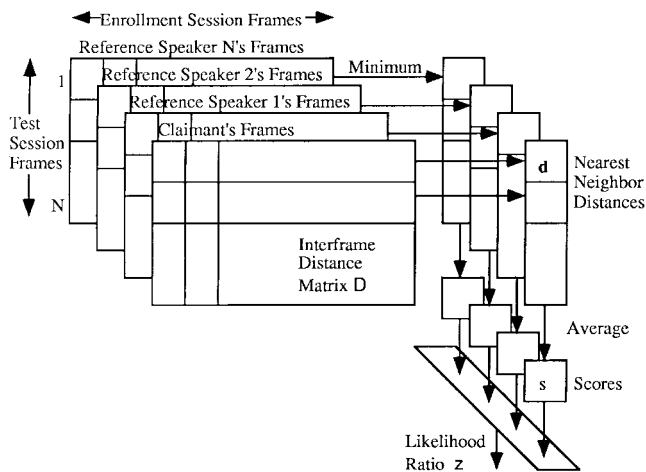 Enrollment Session Frames
Reference Speaker N's Frames
Minimum
Reference Speaker 2's Frames
1
Reference Speaker 1's Frames
Test
Session
Frames
Claimant's Frames
d
Nearest
Neighbor
Distances
N
Interframe
Distance
Matrix D
Average
s
Scores
Likelihood
Ratio z